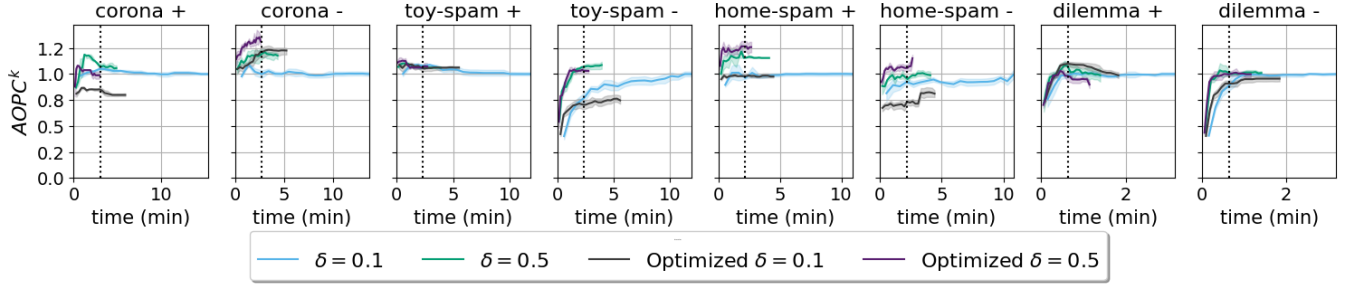 corona + corona - toy-spam + toy-spam - home-spam + home-spam - dilemma + dilemma -
AOPC^k
1.2
1.0
0.8
0.5
0.2
0.0
0 10 0 5 10 0 5 10 0 5 10 0 5 10 0 5 10 0 2 0 2
time (min) time (min) time (min) time (min) time (min) time (min) time (min) time (min)
δ = 0.1 δ = 0.5 Optimized δ = 0.1 Optimized δ = 0.5